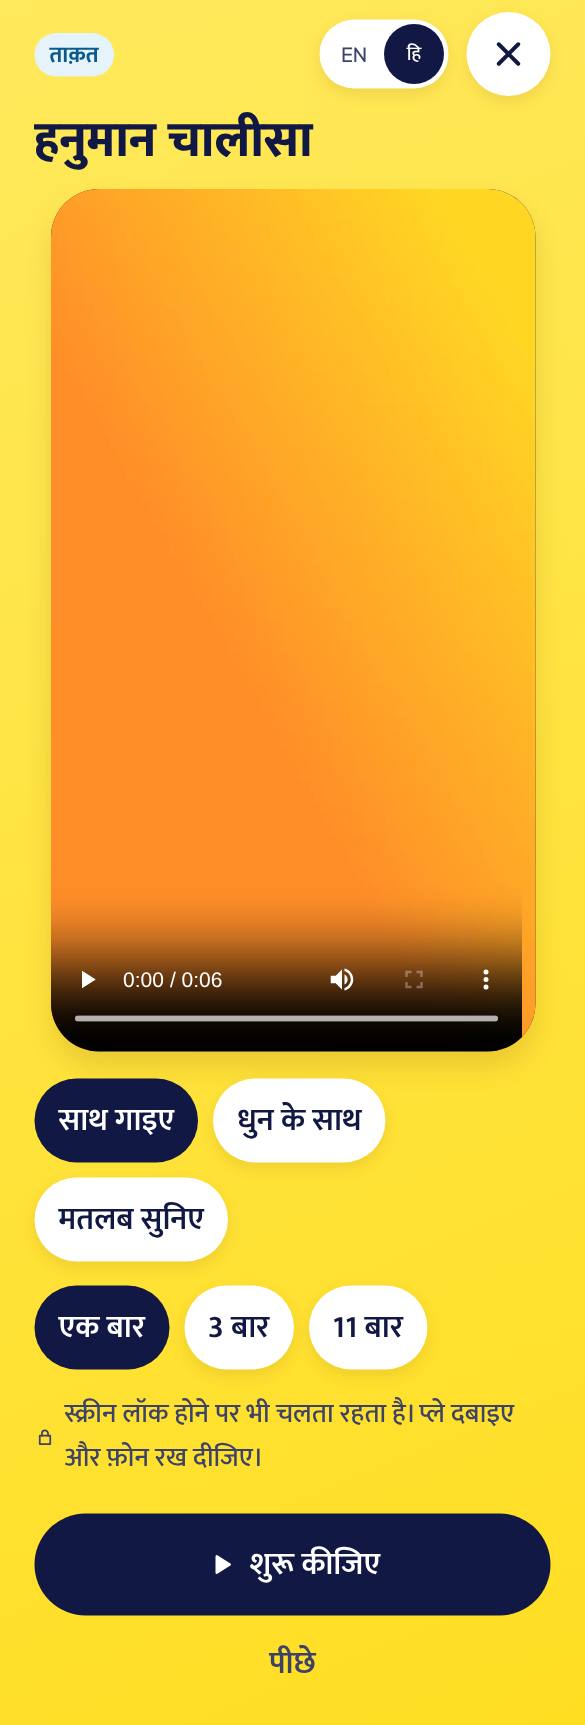 ताक़त
EN हि
हनुमान चालीसा
0:00 / 0:06
साथ गाइए धुन के साथ
मतलब सुनिए
एक बार 3 बार 11 बार
स्क्रीन लॉक होने पर भी चलता रहता है। प्ले दबाइए
और फ़ोन रख दीजिए।
शुरू कीजिए
पीछे